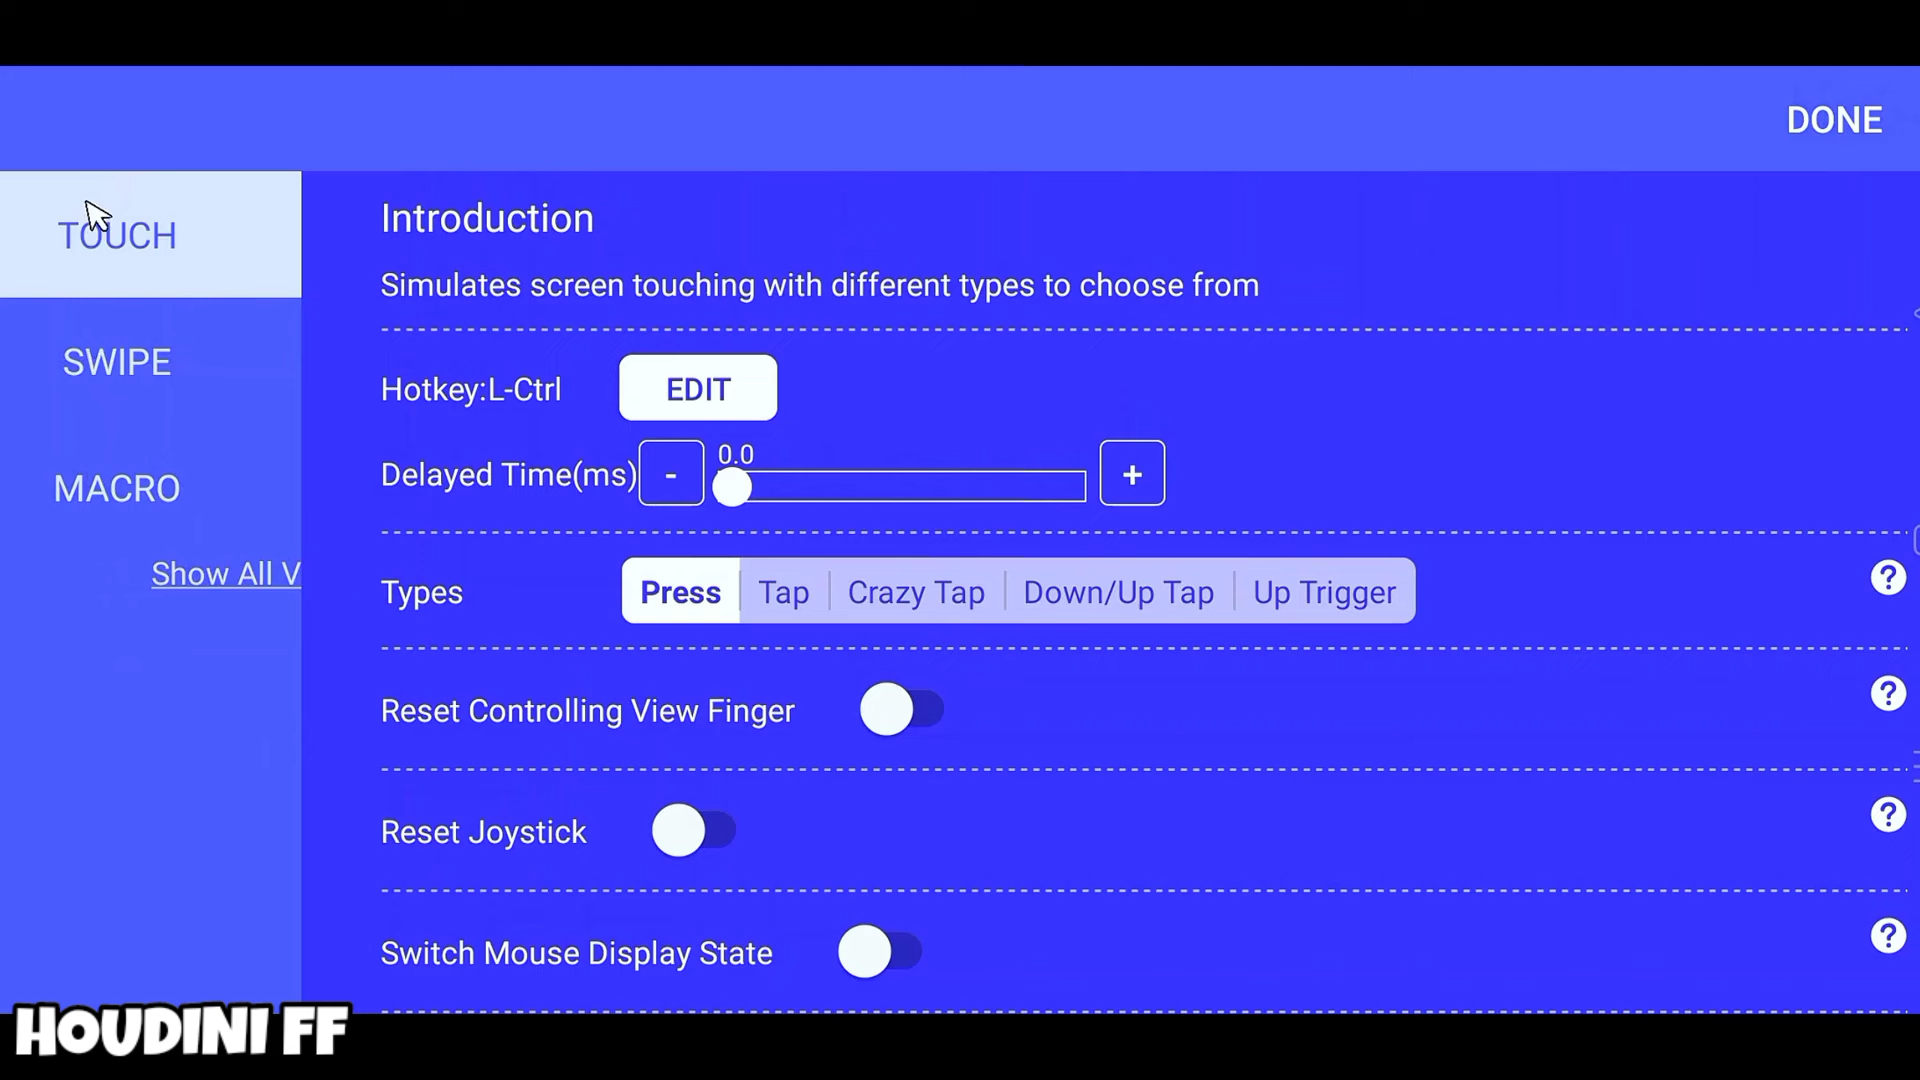 DONE
TOUCH
SWIPE
MACRO
Show All V
Introduction
Simulates screen touching with different types to choose from
Hotkey:L-Ctrl EDIT
Delayed Time(ms) - 0.0 +
Types Press Tap Crazy Tap Down/Up Tap Up Trigger ?
Reset Controlling View Finger ?
Reset Joystick ?
Switch Mouse Display State ?
HOUDINI FF